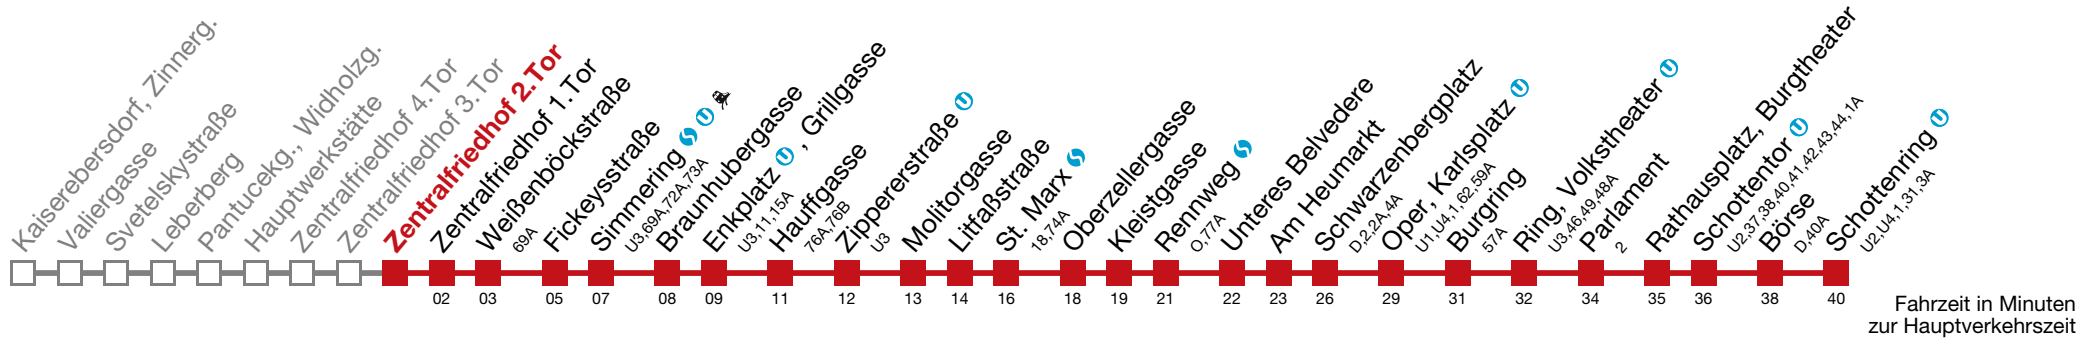 Kaiserebersdorf, Zinnerg.
Valiergasse
Svetelskystraße
Leberberg
Pantucekg., Widholzg.
Hauptwerkstätte
Zentralfriedhof 4.Tor
Zentralfriedhof 3.Tor
Zentralfriedhof 2.Tor
Zentralfriedhof 1.Tor
Weißenböckstraße
69A
Fickeysstraße
Simmering
U3,69A,72A,73A
Braunhubergasse
Enkplatz U, Grillgasse
U3,11,15A
Hauffgasse
76A,76B
Zippererstraße U
U3
Molitorgasse
Litfaßstraße
St. Marx
18,74A
Oberzellergasse
Kleistgasse
Rennweg
O,77A
Unteres Belvedere
Am Heumarkt
Schwarzenbergplatz
D,2,2A,4A
Oper, Karlsplatz U
U1,U4,1,62,59A
Burgring
57A
Ring, Volkstheater U
U3,46,49,48A
Parlament
2
Rathausplatz, Burgtheater
Schottentor U
U2,37,38,40,41,42,43,44,1A
Börse
D,40A
Schottenring U
U2,U4,1,31,3A
02 03 05 07 08 09 11 12 13 14 16 18 19 21 22 23 26 29 31 32 34 35 36 38 40
Fahrzeit in Minuten
zur Hauptverkehrszeit